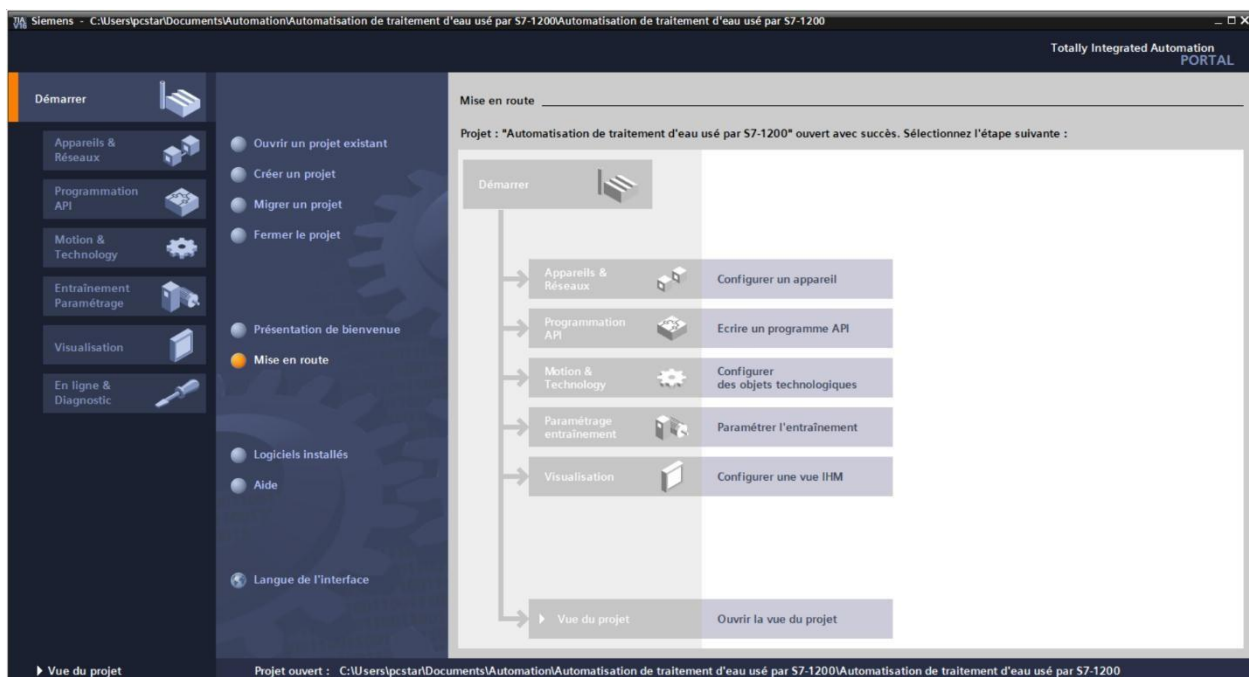 Siemens - C:\Users\pcstar\Documents\Automation\Automatisation de traitement d'eau usé par S7-1200\Automatisation de traitement d'eau usé par S7-1200
Totally Integrated Automation
PORTAL
Démarrer
Appareils &
Réseaux
Programmation
API
Motion &
Technology
Entraînement
Paramétrage
Visualisation
En ligne &
Diagnostic
Ouvrir un projet existant
Créer un projet
Migrer un projet
Fermer le projet
Présentation de bienvenue
Mise en route
Logiciels installés
Aide
Langue de l'interface
Mise en route
Projet : "Automatisation de traitement d'eau usé par S7-1200" ouvert avec succès. Sélectionnez l'étape suivante :
Démarrer
Appareils &
Réseaux
Configurer un appareil
Programmation
API
Ecrire un programme API
Motion &
Technology
Configurer
des objets technologiques
Paramétrage
entraînement
Paramétrer l'entraînement
Visualisation
Configurer une vue IHM
Vue du projet
Ouvrir la vue du projet
Vue du projet
Projet ouvert : C:\Users\pcstar\Documents\Automation\Automatisation de traitement d'eau usé par S7-1200\Automatisation de traitement d'eau usé par S7-1200